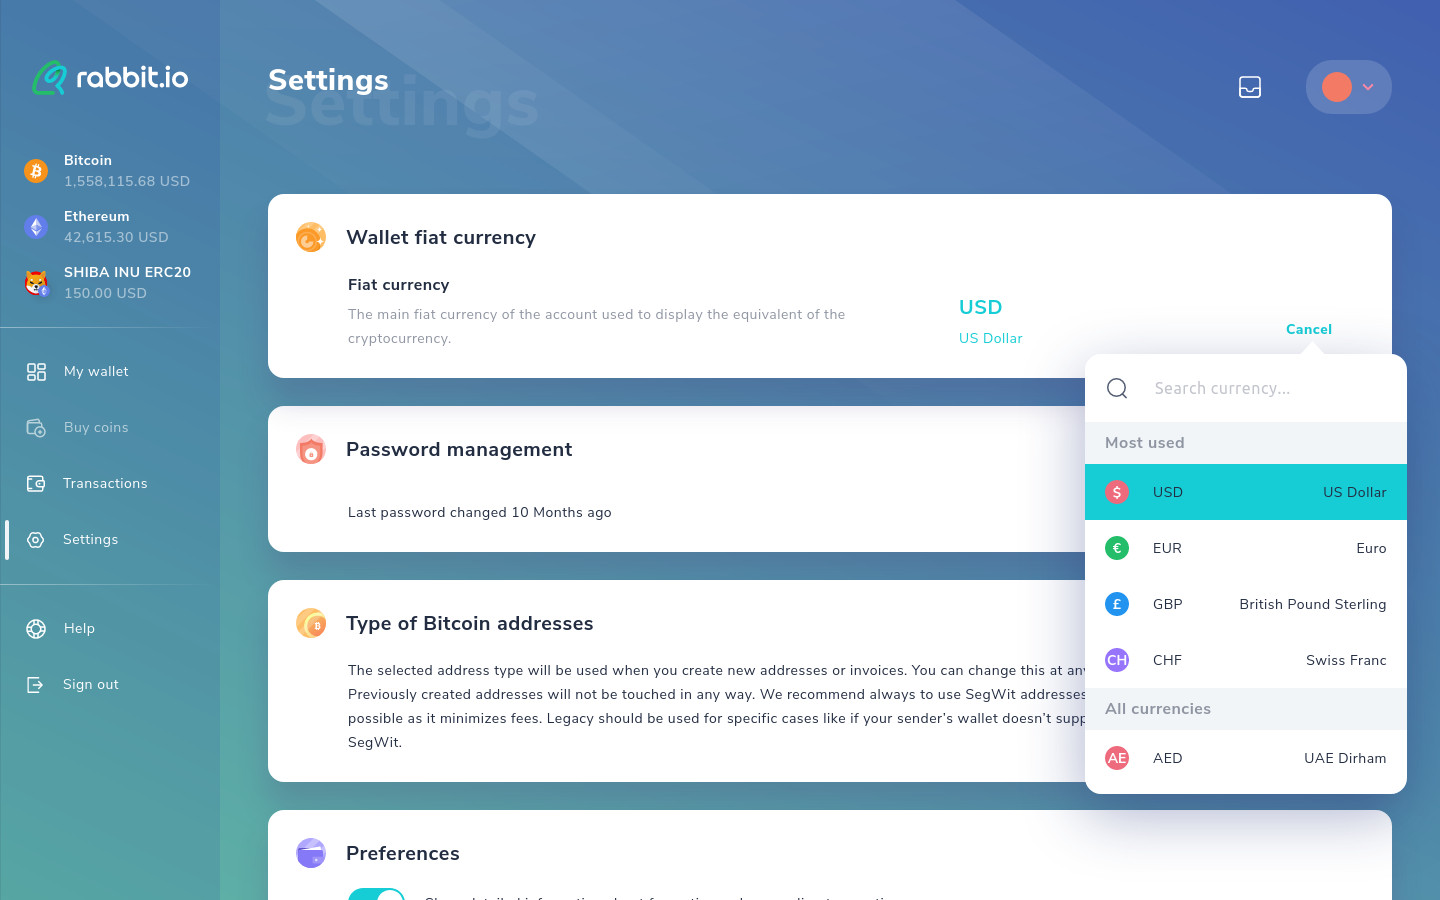 rabbit.io
Bitcoin
1,558,115.68 USD
Ethereum
42,615.30 USD
SHIBA INU ERC20
150.00 USD
My wallet
Buy coins
Transactions
Settings
Help
Sign out
Settings
Settings
Wallet fiat currency
Fiat currency
The main fiat currency of the account used to display the equivalent of the
cryptocurrency.
USD
US Dollar
Cancel
Search currency...
Most used
$ USD US Dollar
€ EUR Euro
£ GBP British Pound Sterling
CH CHF Swiss Franc
All currencies
AE AED UAE Dirham
Password management
Last password changed 10 Months ago
Type of Bitcoin addresses
The selected address type will be used when you create new addresses or invoices. You can change this at
Previously created addresses will not be touched in any way. We recommend always to use SegWit addresses
possible as it minimizes fees. Legacy should be used for specific cases like if your sender’s wallet doesn’t
SegWit.
Preferences